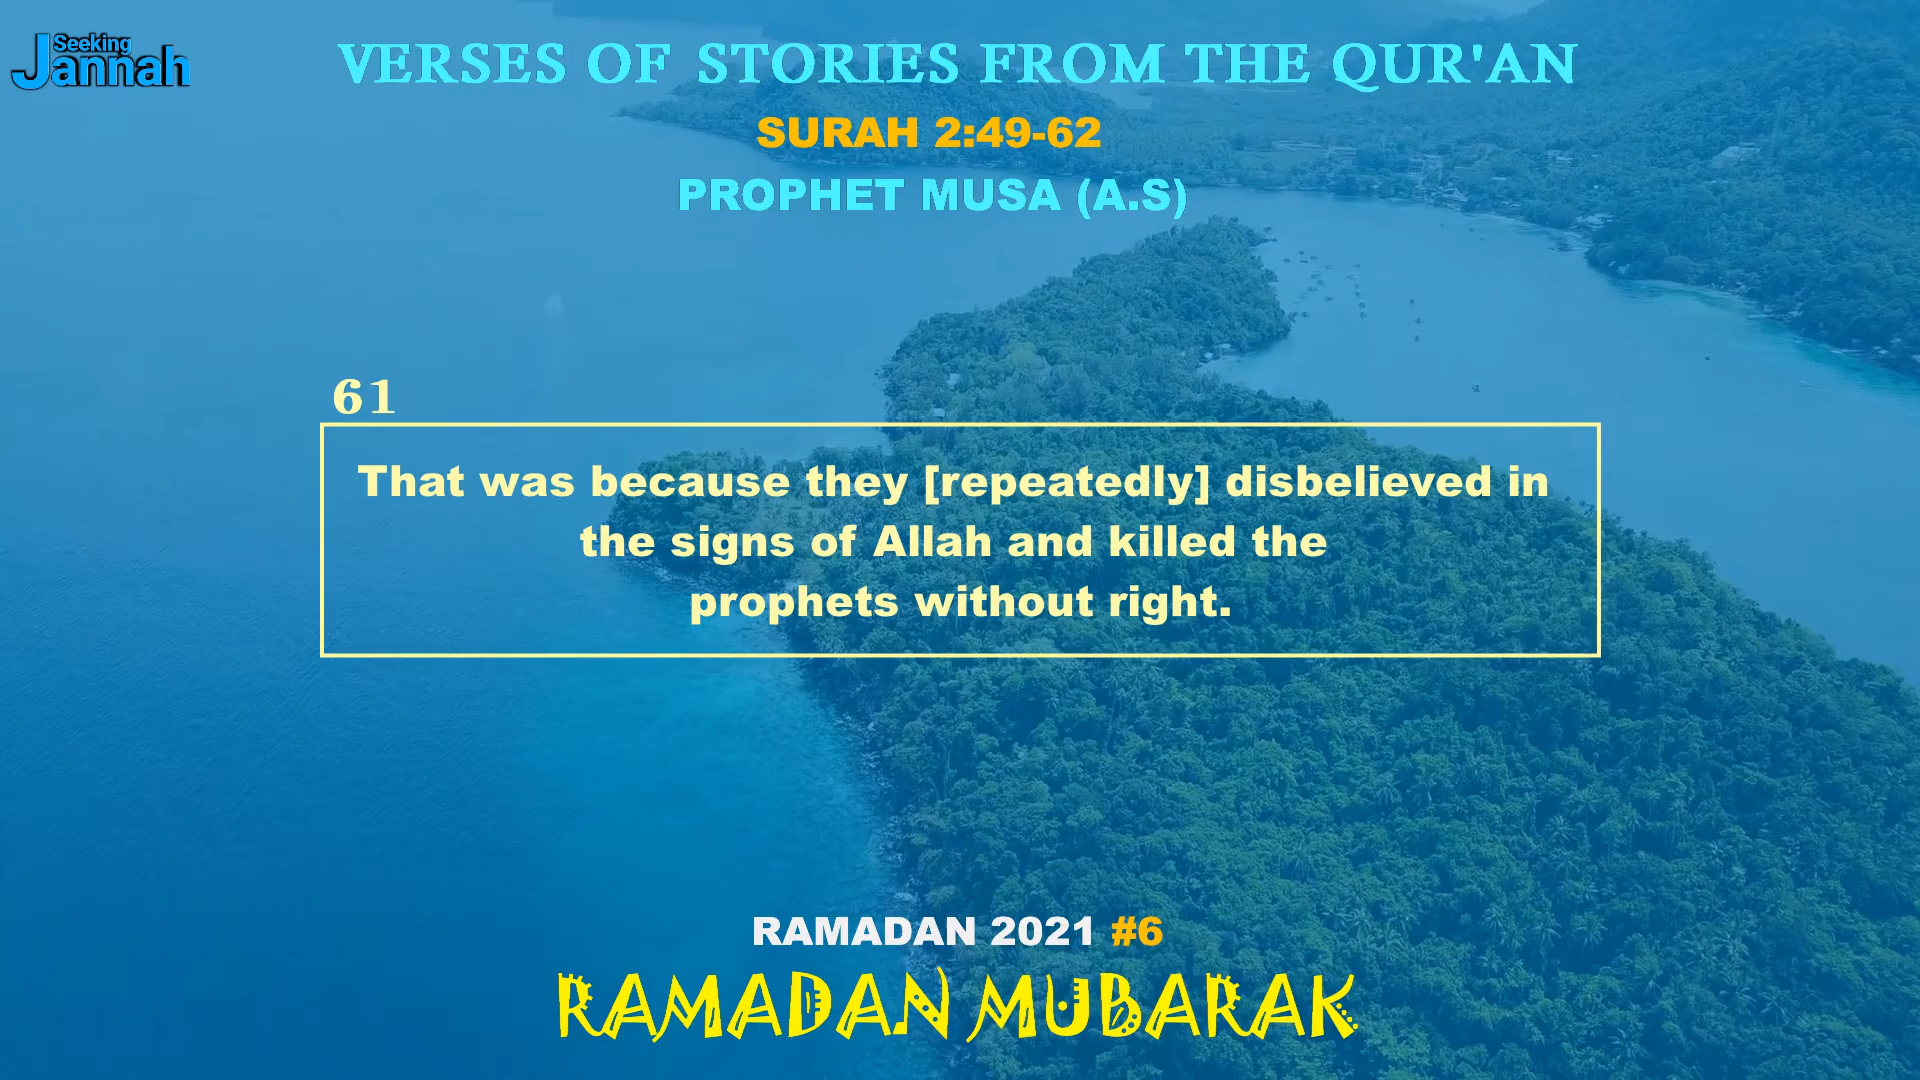 Seeking
Jannah
VERSES OF STORIES FROM THE QUR'AN
SURAH 2:49-62
PROPHET MUSA (A.S)
61
That was because they [repeatedly] disbelieved in
the signs of Allah and killed the
prophets without right.
RAMADAN 2021 #6
RAMADAN MUBARAK